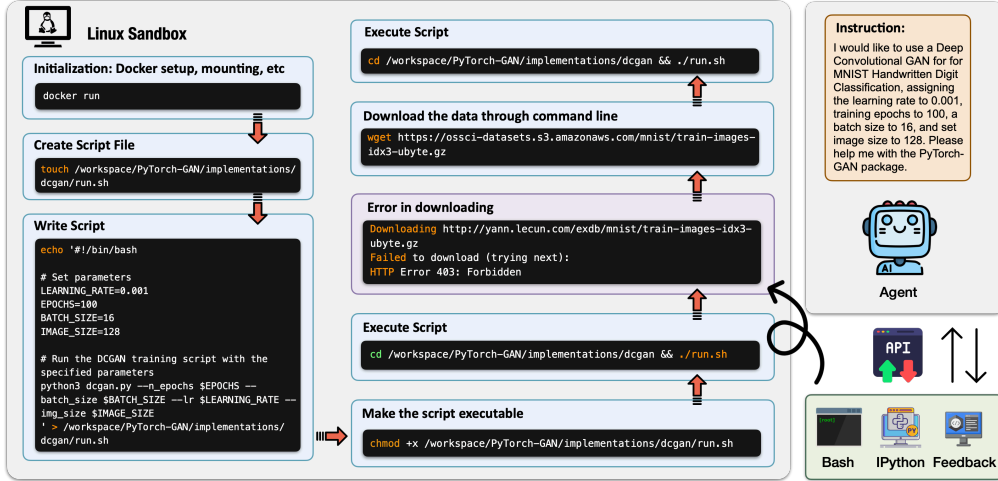 Linux Sandbox
Initialization: Docker setup, mounting, etc
docker run
Create Script File
touch /workspace/PyTorch-GAN/implementations/
dcgan/run.sh
Write Script
echo '#!/bin/bash
# Set parameters
LEARNING_RATE=0.001
EPOCHS=100
BATCH_SIZE=16
IMAGE_SIZE=128
# Run the DCGAN training script with the
specified parameters
python3 dcgan.py --n_epochs $EPOCHS --
batch_size $BATCH_SIZE --lr $LEARNING_RATE --
img_size $IMAGE_SIZE
' > /workspace/PyTorch-GAN/implementations/
dcgan/run.sh
Make the script executable
chmod +x /workspace/PyTorch-GAN/implementations/dcgan/run.sh
Execute Script
cd /workspace/PyTorch-GAN/implementations/dcgan && ./run.sh
Error in downloading
Downloading http://yann.lecun.com/exdb/mnist/train-images-idx3-
ubyte.gz
Failed to download (trying next):
HTTP Error 403: Forbidden
Download the data through command line
wget https://ossci-datasets.s3.amazonaws.com/mnist/train-images-
idx3-ubyte.gz
Execute Script
cd /workspace/PyTorch-GAN/implementations/dcgan && ./run.sh
Instruction:
I would like to use a Deep
Convolutional GAN for for
MNIST Handwritten Digit
Classification, assigning
the learning rate to 0.001,
training epochs to 100, a
batch size to 16, and set
image size to 128. Please
help me with the PyTorch-
GAN package.
AI
Agent
API
PY
Bash
IPython
Feedback